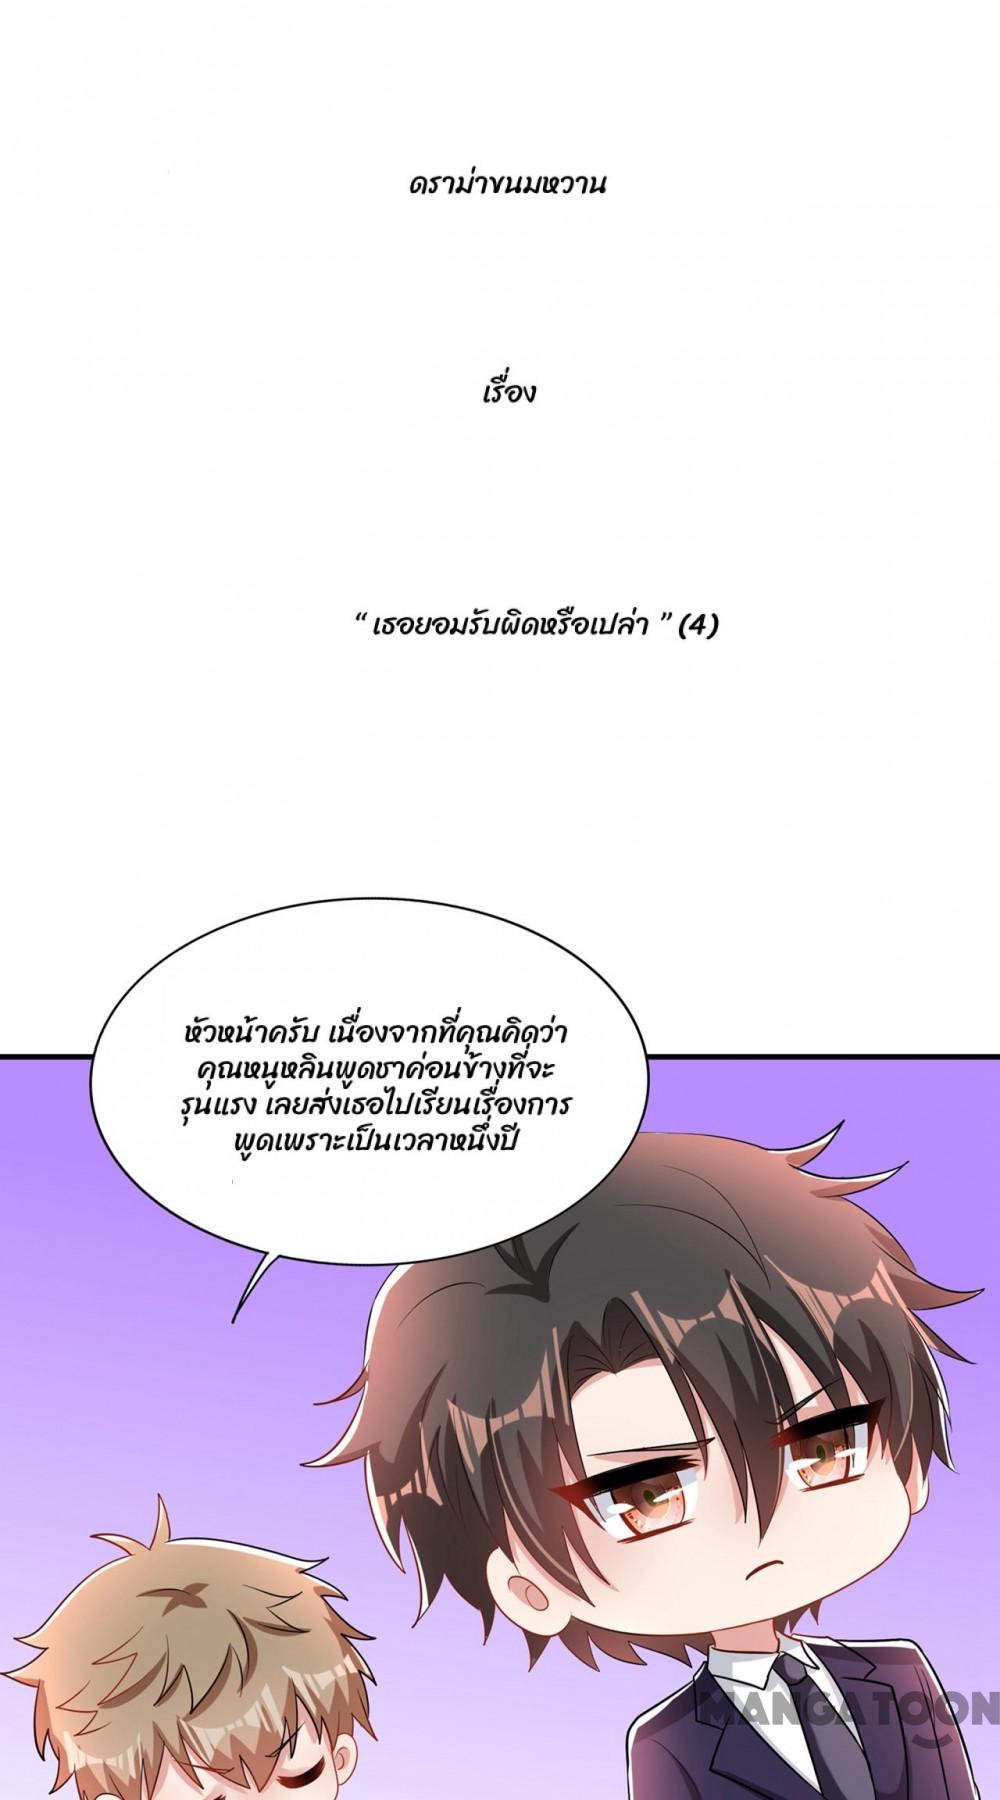 ดราม่าขนมหวาน
เรื่อง
“ เธอยอมรับผิดหรือเปล่า ” (4)
หัวหน้าครับ เนื่องจากที่คุณคิดว่า
คุณหนูหลินพูดชาค่อนข้างที่จะ
รุนแรง เลยส่งเธอไปเรียนเรื่องการ
พูดเพราะเป็นเวลาหนึ่งปี
MANGATOON